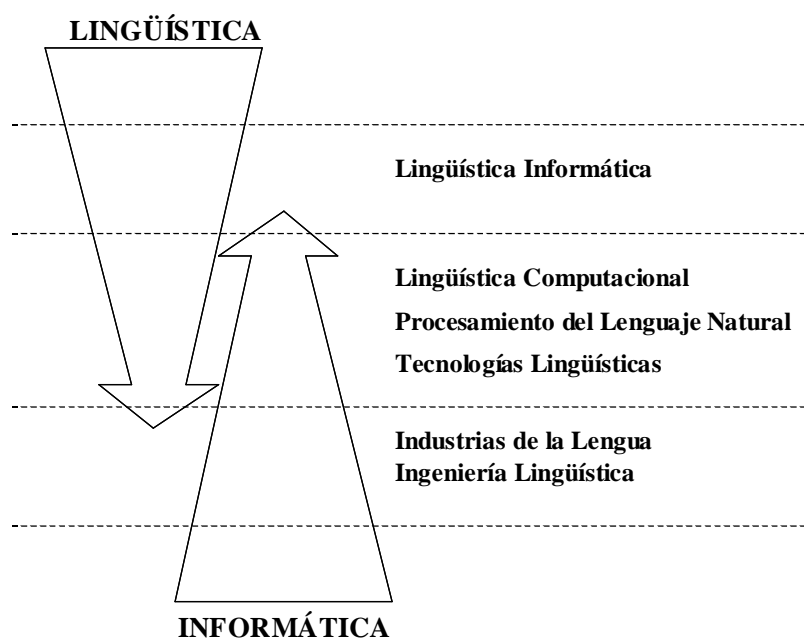 LINGÜÍSTICA
Lingüística Informática
Lingüística Computacional
Procesamiento del Lenguaje Natural
Tecnologías Lingüísticas
Industrias de la Lengua
Ingeniería Lingüística
INFORMÁTICA